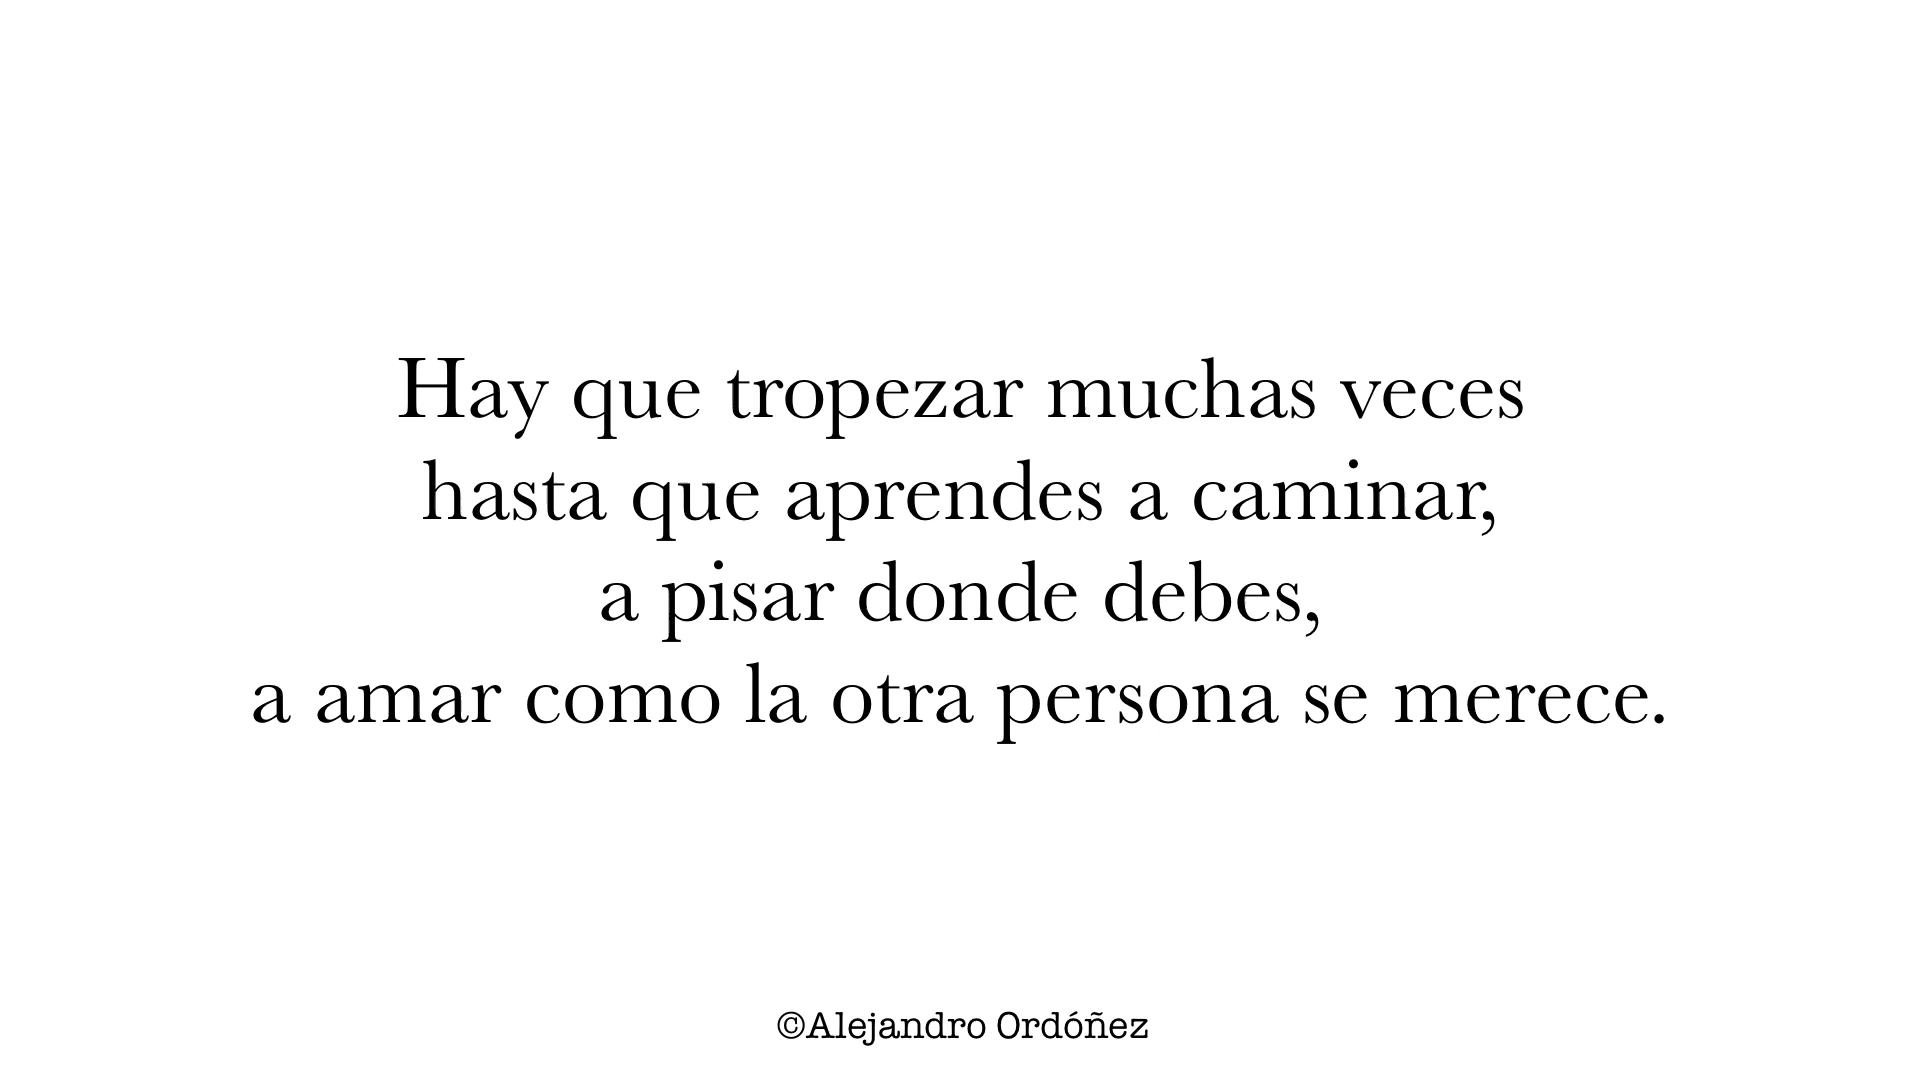 Hay que tropezar muchas veces
hasta que aprendes a caminar,
a pisar donde debes,
a amar como la otra persona se merece.
©Alejandro Ordóñez